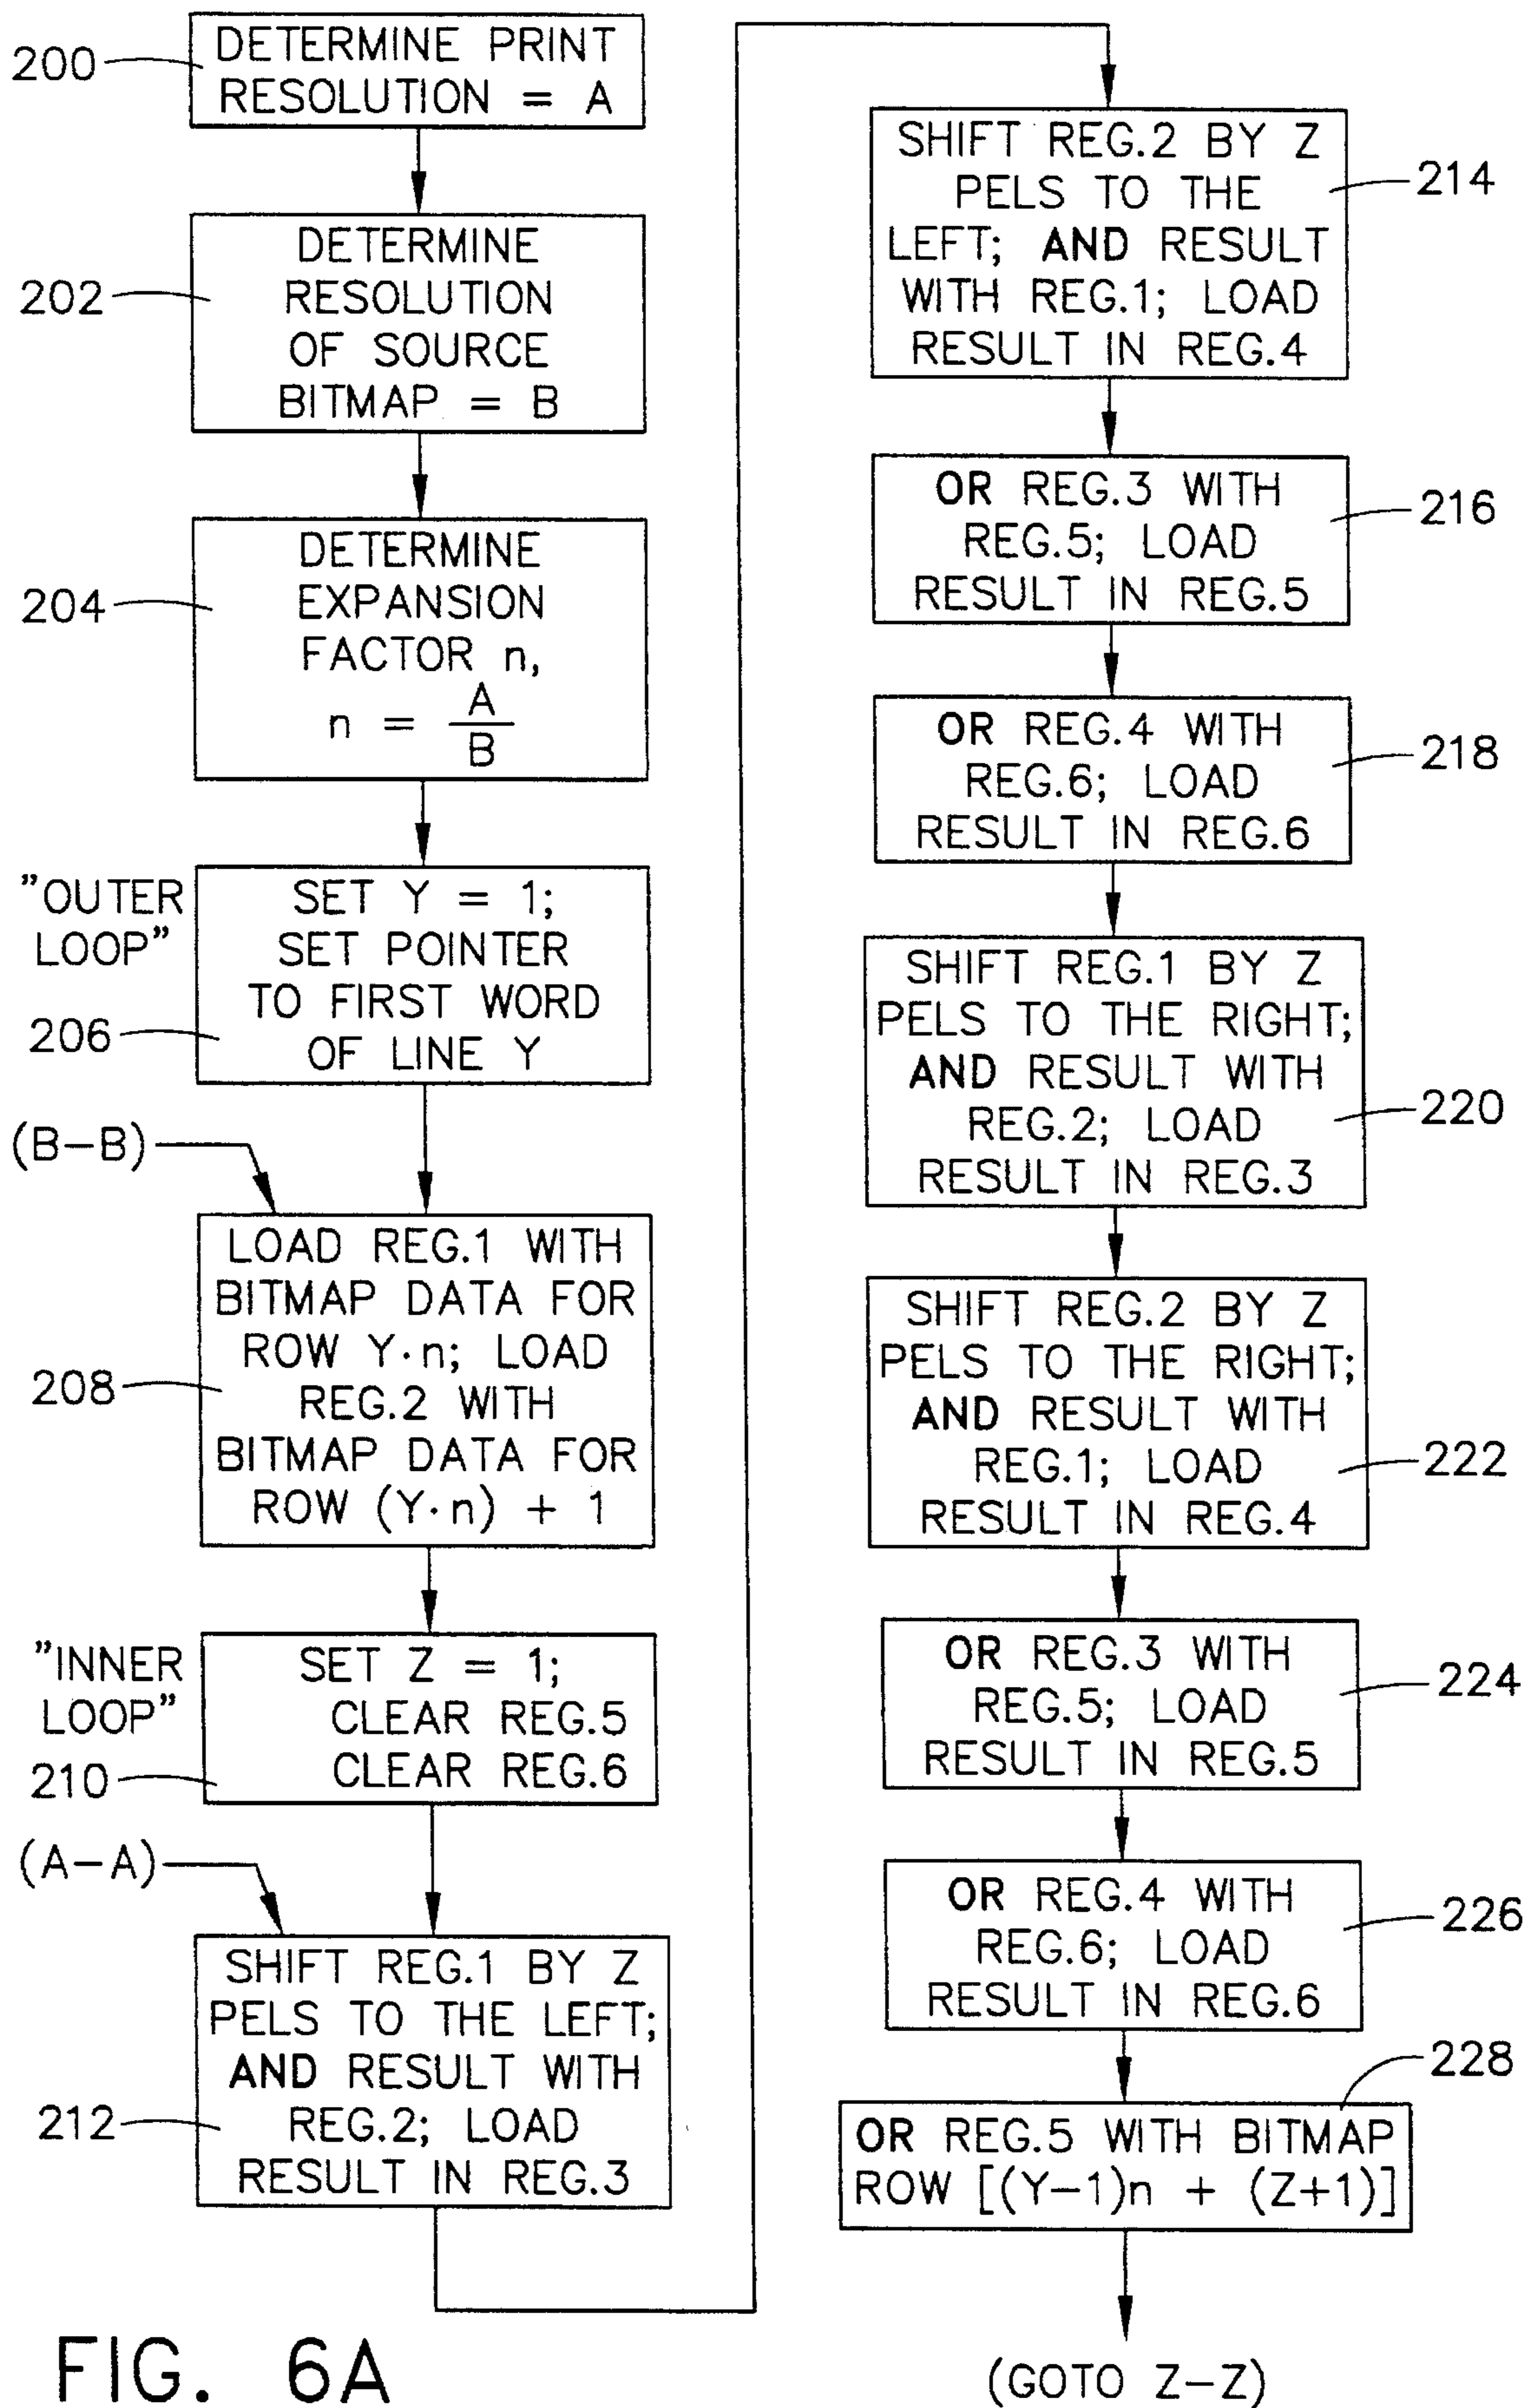 200
DETERMINE PRINT
RESOLUTION = A
202
DETERMINE
RESOLUTION
OF SOURCE
BITMAP = B
204
DETERMINE
EXPANSION
FACTOR n,
n = A/B
"OUTER
LOOP"
206
SET Y = 1;
SET POINTER
TO FIRST WORD
OF LINE Y
(B-B)
208
LOAD REG.1 WITH
BITMAP DATA FOR
ROW Y·n; LOAD
REG.2 WITH
BITMAP DATA FOR
ROW (Y·n) + 1
"INNER
LOOP"
210
SET Z = 1;
CLEAR REG.5
CLEAR REG.6
(A-A)
212
SHIFT REG.1 BY Z
PELS TO THE LEFT;
AND RESULT WITH
REG.2; LOAD
RESULT IN REG.3
SHIFT REG.2 BY Z
PELS TO THE
LEFT; AND RESULT
WITH REG.1; LOAD
RESULT IN REG.4
214
OR REG.3 WITH
REG.5; LOAD
RESULT IN REG.5
216
OR REG.4 WITH
REG.6; LOAD
RESULT IN REG.6
218
SHIFT REG.1 BY Z
PELS TO THE RIGHT;
AND RESULT WITH
REG.2; LOAD
RESULT IN REG.3
220
SHIFT REG.2 BY Z
PELS TO THE RIGHT;
AND RESULT WITH
REG.1; LOAD
RESULT IN REG.4
222
OR REG.3 WITH
REG.5; LOAD
RESULT IN REG.5
224
OR REG.4 WITH
REG.6; LOAD
RESULT IN REG.6
226
228
OR REG.5 WITH BITMAP
ROW [(Y-1)n + (Z+1)]
(GOTO Z-Z)
FIG. 6A